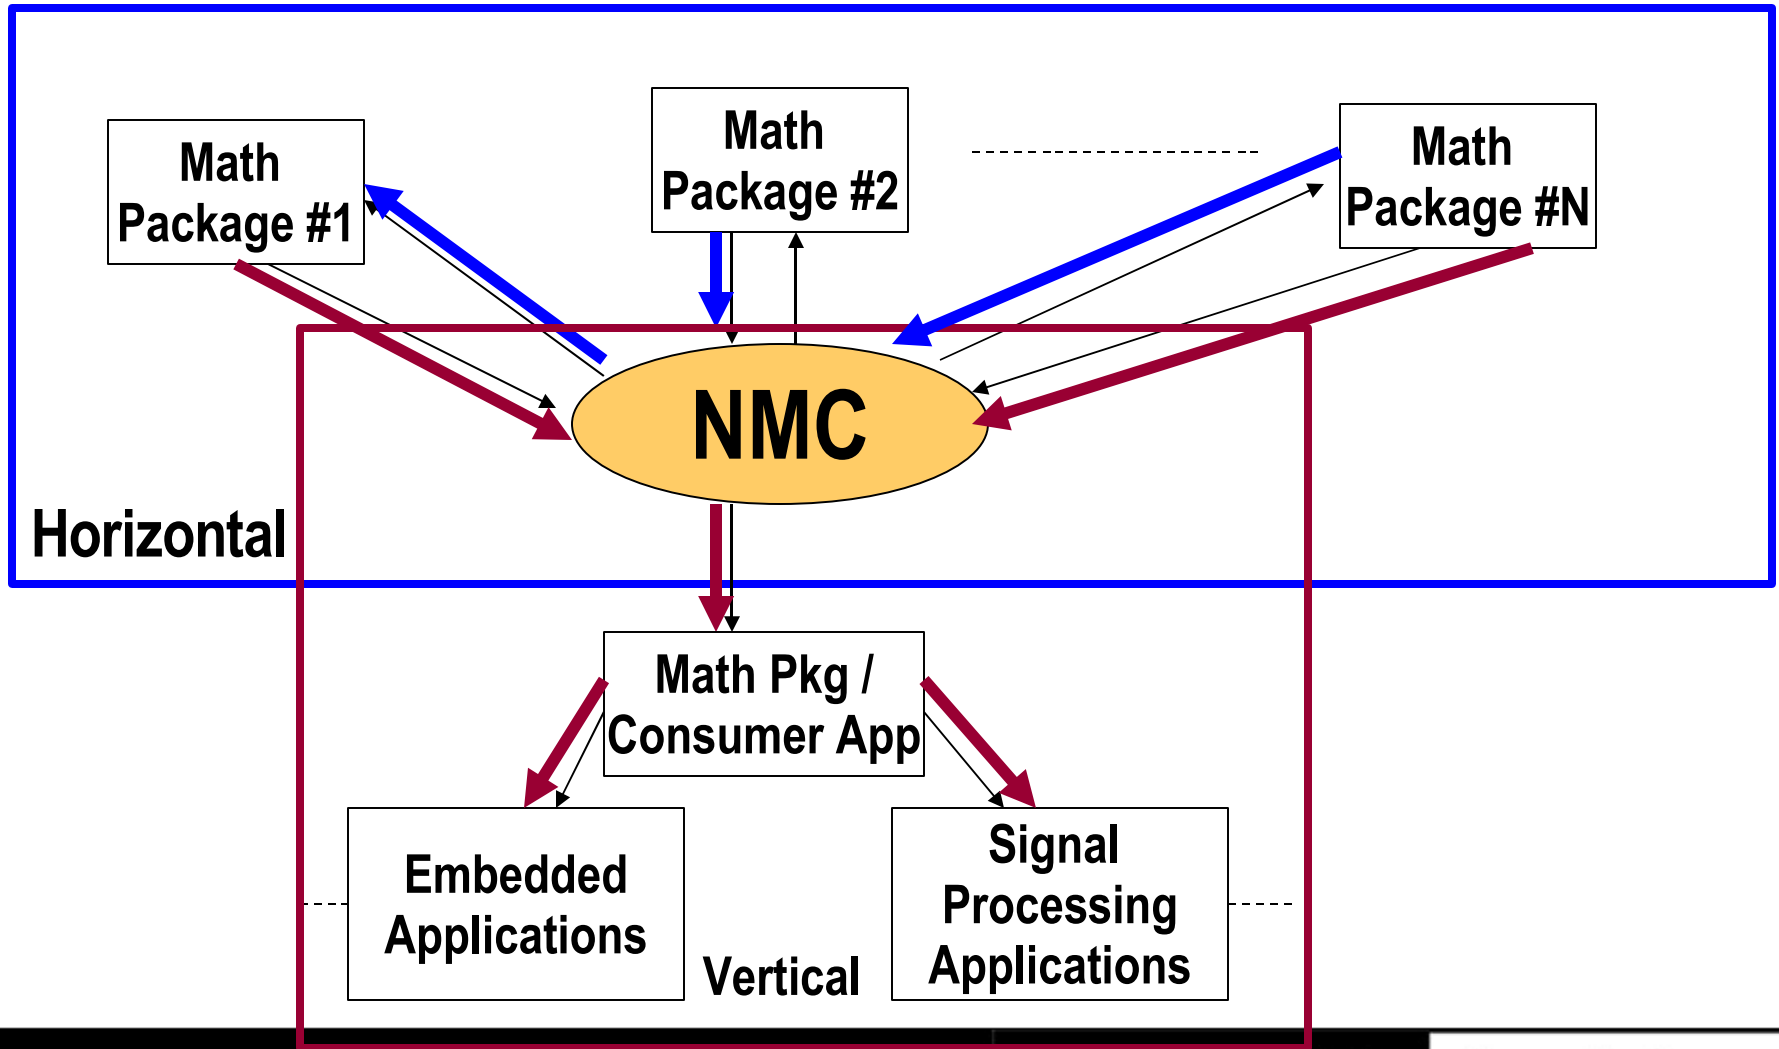 Math
Package #1
Math
Package #2
Math
Package #N
NMC
Horizontal
Math Pkg /
Consumer App
Embedded
Applications
Signal
Processing
Applications
Vertical